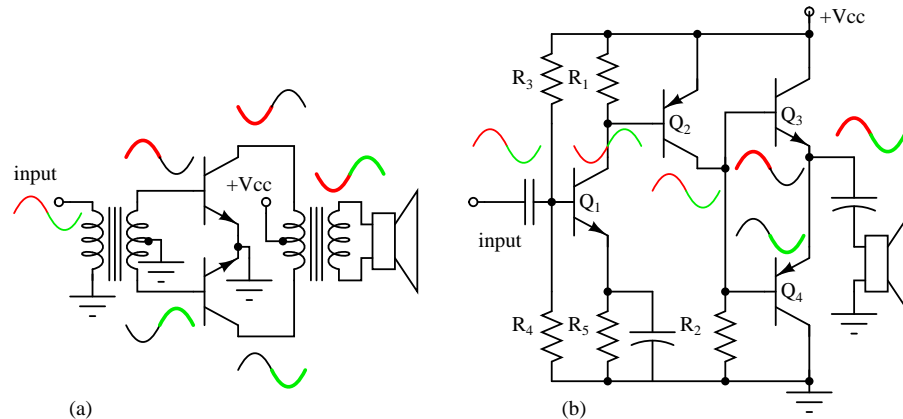 input
+Vcc
(a)
+Vcc
R3
R1
Q3
Q2
Q1
input
Q4
R4
R5
R2
(b)